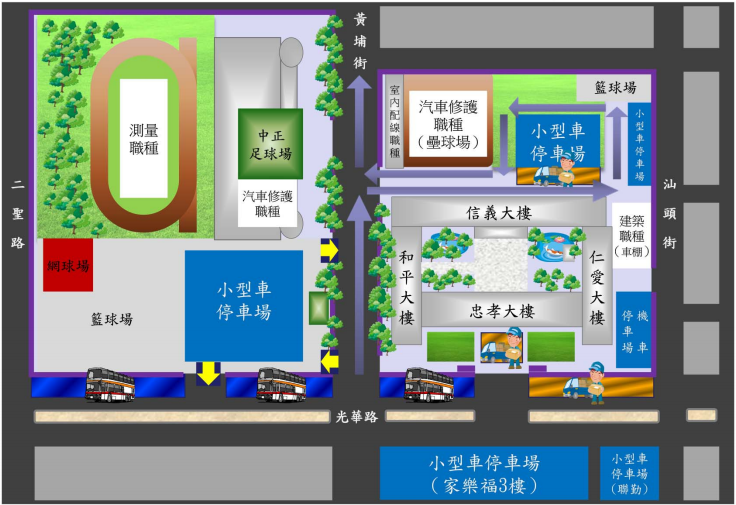 黃埔街
二聖路
汕頭街
光華路
測量
職種
中正
足球場
汽車修護
職種
網球場
籃球場
小型車
停車場
室內配線職種
汽車修護
職種
(壘球場)
籃球場
小型車
停車場
小型車停車場
信義大樓
建築
職種
(車棚)
和平大樓
仁愛大樓
忠孝大樓
機車
停車場
小型車停車場
(家樂福3樓)
小型車
停車場
(聯勤)